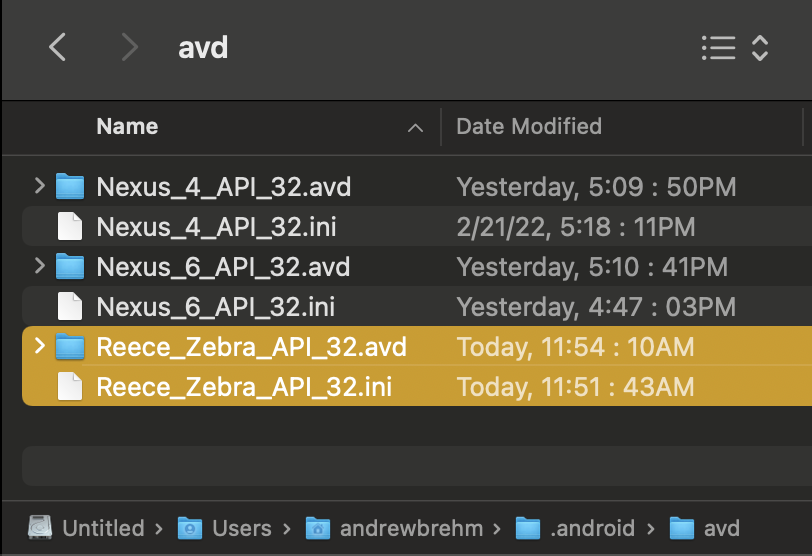 avd
Name Date Modified
Nexus_4_API_32.avd Yesterday, 5:09 : 50PM
Nexus_4_API_32.ini 2/21/22, 5:18 : 11PM
Nexus_6_API_32.avd Yesterday, 5:10 : 41PM
Nexus_6_API_32.ini Yesterday, 4:47 : 03PM
Reece_Zebra_API_32.avd Today, 11:54 : 10AM
Reece_Zebra_API_32.ini Today, 11:51 : 43AM
Untitled › Users › andrewbrehm › .android › avd